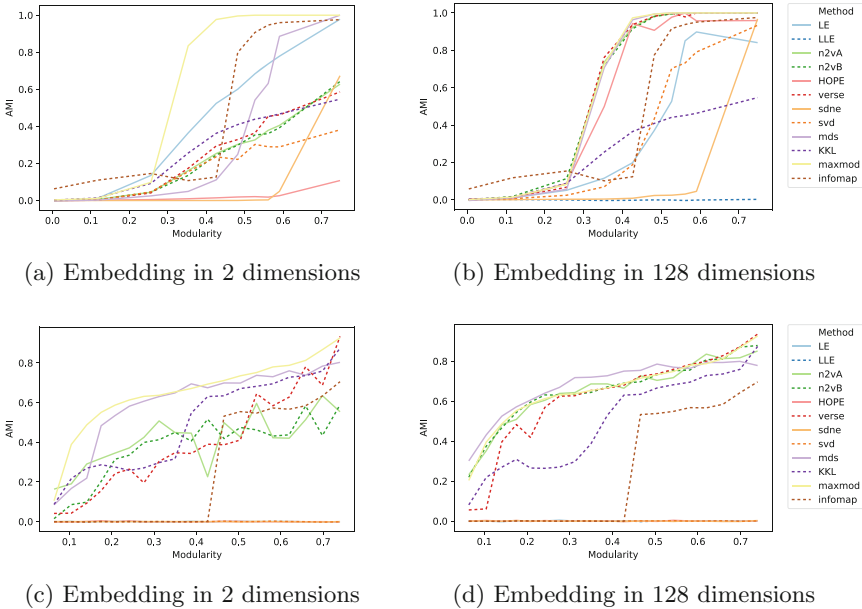 1.0
0.8
0.6
0.4
0.2
0.0
AMI
0.0 0.1 0.2 0.3 0.4 0.5 0.6 0.7
Modularity
(a) Embedding in 2 dimensions
1.0
0.8
0.6
0.4
0.2
0.0
AMI
0.0 0.1 0.2 0.3 0.4 0.5 0.6 0.7
Modularity
(b) Embedding in 128 dimensions
Method
LE
LLE
n2vA
n2vB
HOPE
verse
sdne
svd
mds
KKL
maxmod
infomap
0.8
0.6
0.4
0.2
0.0
AMI
0.1 0.2 0.3 0.4 0.5 0.6 0.7
Modularity
(c) Embedding in 2 dimensions
0.8
0.6
0.4
0.2
0.0
AMI
0.1 0.2 0.3 0.4 0.5 0.6 0.7
Modularity
(d) Embedding in 128 dimensions
Method
LE
LLE
n2vA
n2vB
HOPE
verse
sdne
svd
mds
KKL
maxmod
infomap